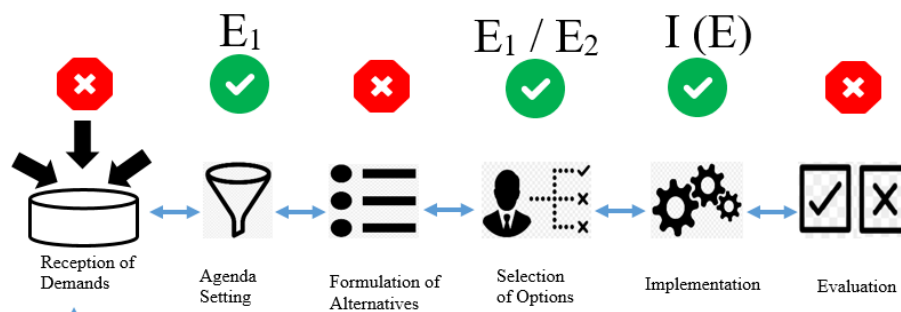 E₁
E₁ / E₂
I (E)
Reception of
Demands
Agenda
Setting
Formulation of
Alternatives
Selection
of Options
Implementation
Evaluation